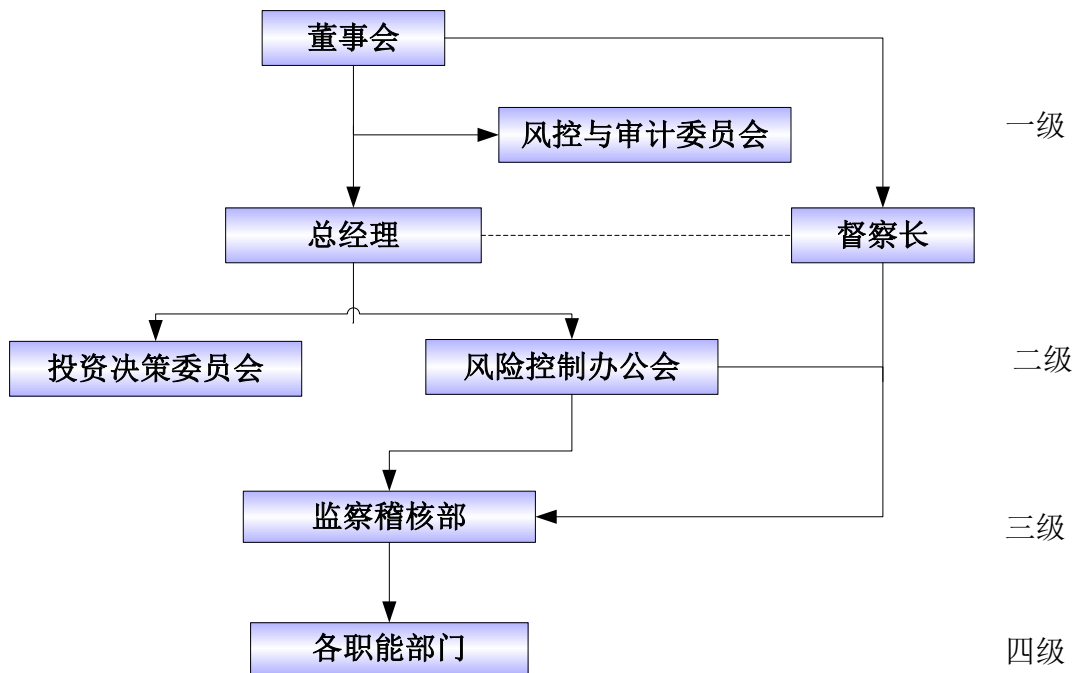 董事会
风控与审计委员会
一级
总经理
督察长
投资决策委员会
风险控制办公会
二级
监察稽核部
三级
各职能部门
四级